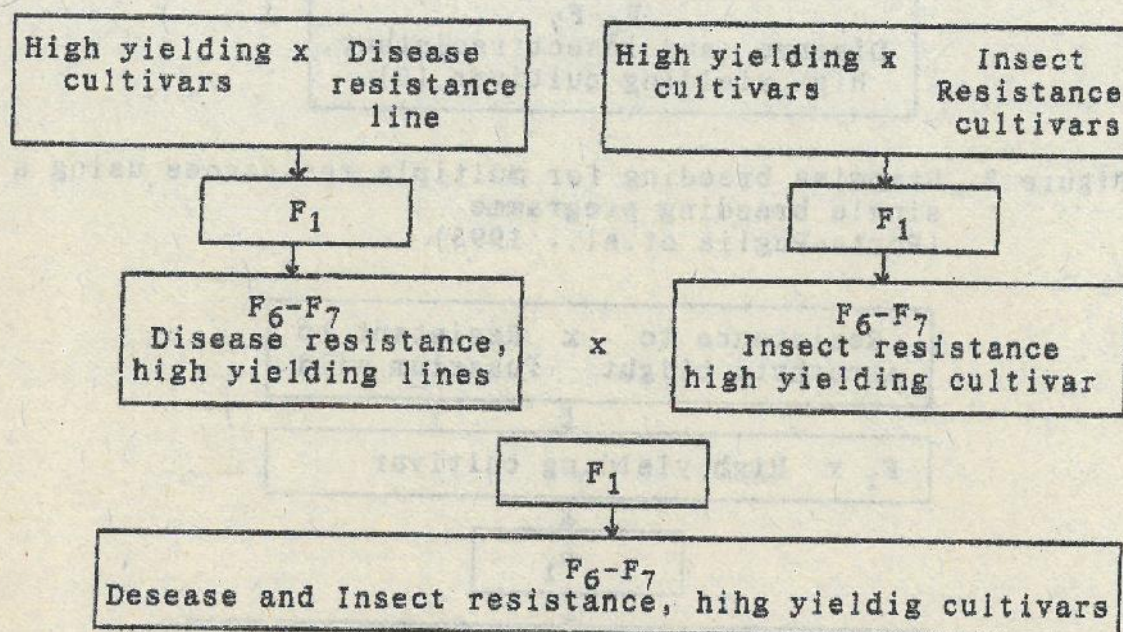 High yielding x Disease
cultivars resistance
line
High yielding x Insect
cultivars Resistance
cultivars
F₁
F₁
F₆-F₇
Disease resistance,
high yielding lines
x
F₆-F₇
Insect resistance
high yielding cultivar
F₁
F₆-F₇
Desease and Insect resistance, hihg yieldig cultivars